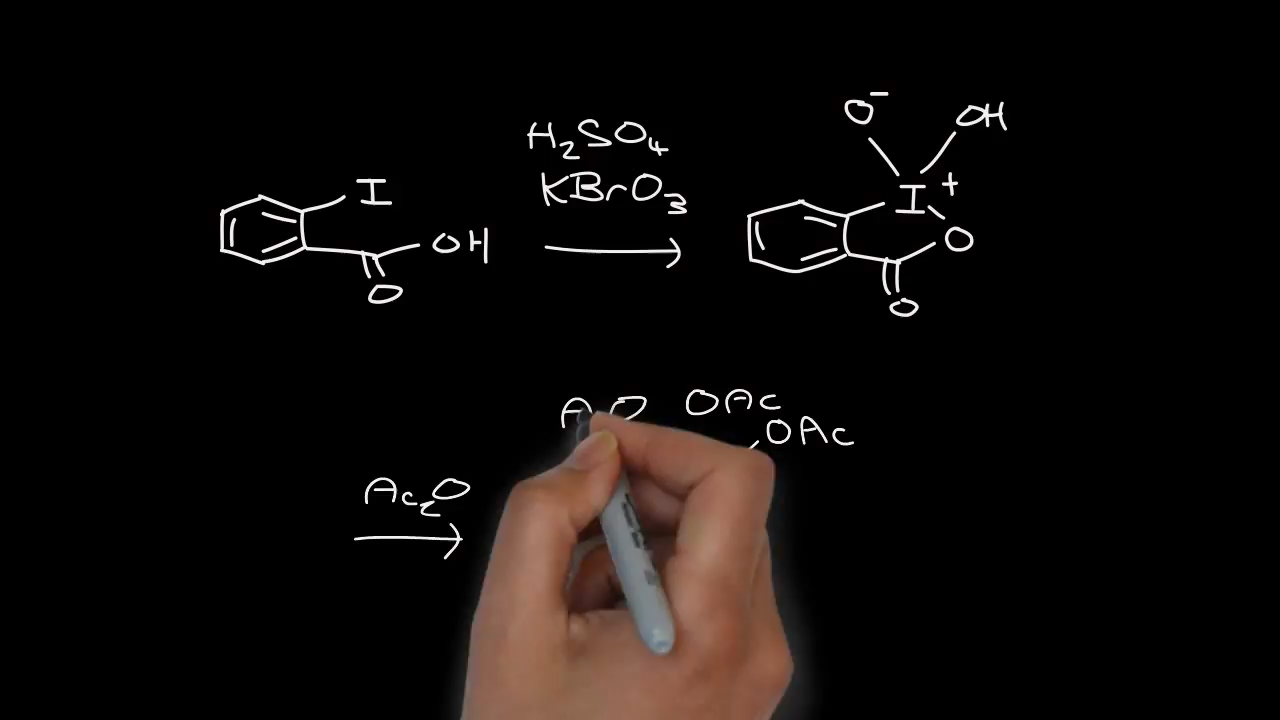 O⁻ OH
H₂SO₄
KBrO₃
I
I⁺
OH
O
O
O
OAc
OAc
Ac₂O